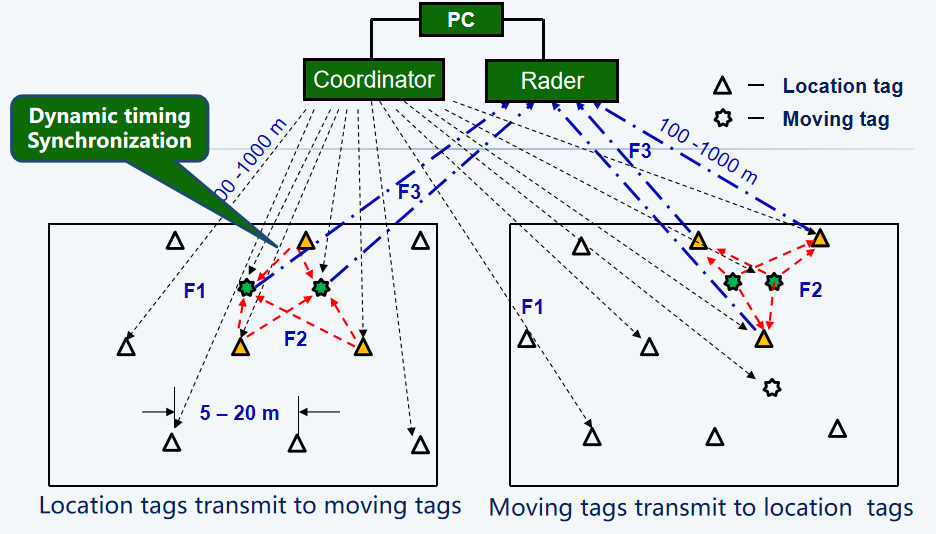 PC
Coordinator
Rader
Location tag
Moving tag
Dynamic timing
Synchronization
00 -1000 m
F3
F3
100 -1000 m
F1
F2
F2
F1
5 – 20 m
Location tags transmit to moving tags
Moving tags transmit to location tags